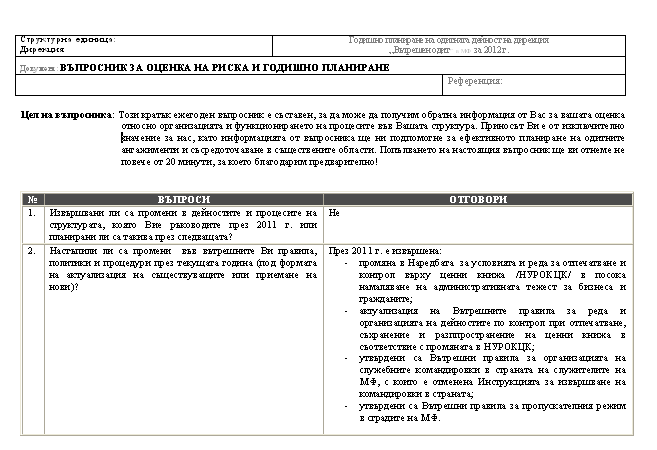 Структурна единица:
Дирекция
Годишно планиране на одитната дейност на дирекция
„Вътрешен одит за 2012 г.
Документ: ВЪПРОСНИК ЗА ОЦЕНКА НА РИСКА И ГОДИШНО ПЛАНИРАНЕ
Референция:
Цел на въпросника: Този кратък ежегоден въпросник е съставен, за да може да получим обратна информация от Вас за вашата оценка
относно организацията и функционирането на процесите във Вашата структура. Приносът Ви е от изключително
значение за нас, като информацията от въпросника ще ни подпомогне за ефективното планиране на одитните
ангажименти и съсредоточаване в съществените области. Попълването на настоящия въпросник ще ви отнеме не
повече от 20 минути, за което благодарим предварително!
№ ВЪПРОСИ ОТГОВОРИ
1. Извършвани ли са промени в дейностите и процесите на
структурата, която Вие ръководите през 2011 г. или
планирани ли са такива през следващата?
Не
2. Настъпили ли са промени във вътрешните Ви правила,
политики и процедури през текущата година (под формата
на актуализация на съществуващите или приемане на
нови)?
През 2011 г. е извършена:
- промяна в Наредбата за условията и реда за отпечатване и
контрол върху ценни книжа /НУРОКЦК/ в посока
намаляване на административната тежест за бизнеса и
гражданите;
- актуализация на Вътрешните правила за реда и
организацията на дейностите по контрол при отпечатване,
съхранение и разппространение на ценни книжа в
съответствие с промяната в НУРОКЦК;
- утвърдени са Вътрешни правила за организацията на
служебните командировки в страната на служителите на
МФ, с които е отменена Инструкцията за извършване на
командировки в страната;
- утвърдени са Вътрешни правила за пропускателния режим
в сградите на МФ.